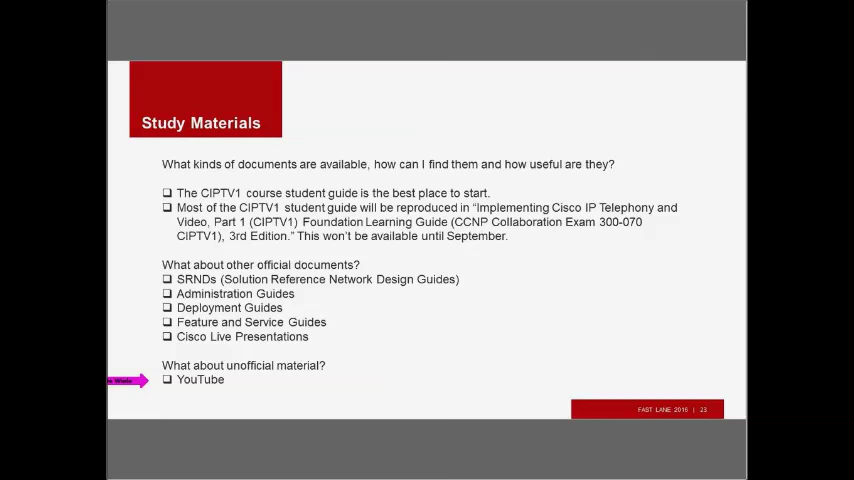 Study Materials
What kinds of documents are available, how can I find them and how useful are they?
❑ The CIPTV1 course student guide is the best place to start.
❑ Most of the CIPTV1 student guide will be reproduced in “Implementing Cisco IP Telephony and
Video, Part 1 (CIPTV1) Foundation Learning Guide (CCNP Collaboration Exam 300-070
CIPTV1), 3rd Edition.” This won’t be available until September.
What about other official documents?
❑ SRNDs (Solution Reference Network Design Guides)
❑ Administration Guides
❑ Deployment Guides
❑ Feature and Service Guides
❑ Cisco Live Presentations
What about unofficial material?
❑ YouTube
FAST LANE 2016 | 23